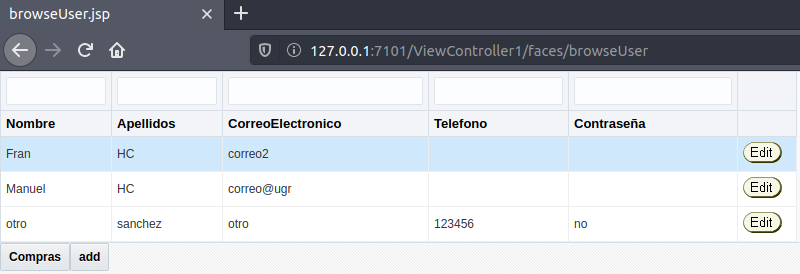 browseUser.jsp
127.0.0.1:7101/ViewController1/faces/browseUser
Nombre Apellidos CorreoElectronico Telefono Contraseña
Fran HC correo2 Edit
Manuel HC correo@ugr Edit
otro sanchez otro 123456 no Edit
Compras add